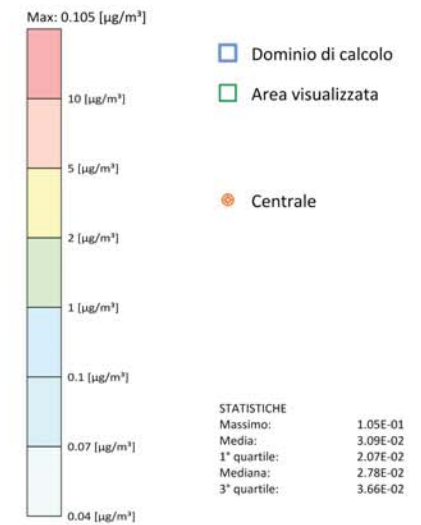 Max: 0.105 [µg/m³]
10 [µg/m³]
5 [µg/m³]
2 [µg/m³]
1 [µg/m³]
0.1 [µg/m³]
0.07 [µg/m³]
0.04 [µg/m³]
Dominio di calcolo
Area visualizzata
Centrale
STATISTICHE
Massimo: 1.05E-01
Media: 3.09E-02
1° quartile: 2.07E-02
Mediana: 2.78E-02
3° quartile: 3.66E-02